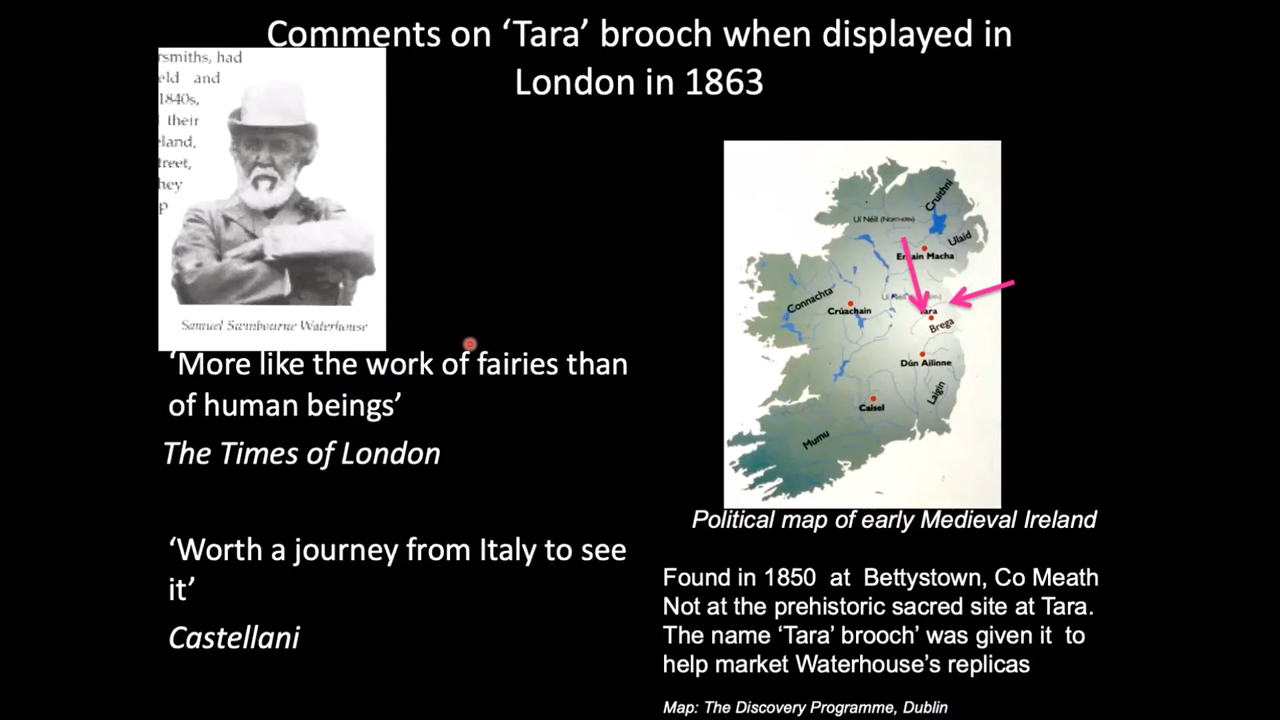 Comments on ‘Tara’ brooch when displayed in
London in 1863
rsmiths, had
eld and
1840s,
their
eland,
treet,
hey
p
Samuel Swinbourne Waterhouse
‘More like the work of fairies than
of human beings’
The Times of London
‘Worth a journey from Italy to see
it’
Castellani
Cruithni
Uí Néill (Northern)
Ulaid
Emain Macha
Connachta
Uí Néill
Crúachain
Tara
Brega
Dún Ailinne
Laigin
Caisel
Mumu
Political map of early Medieval Ireland
Found in 1850 at Bettystown, Co Meath
Not at the prehistoric sacred site at Tara.
The name ‘Tara’ brooch’ was given it to
help market Waterhouse’s replicas
Map: The Discovery Programme, Dublin